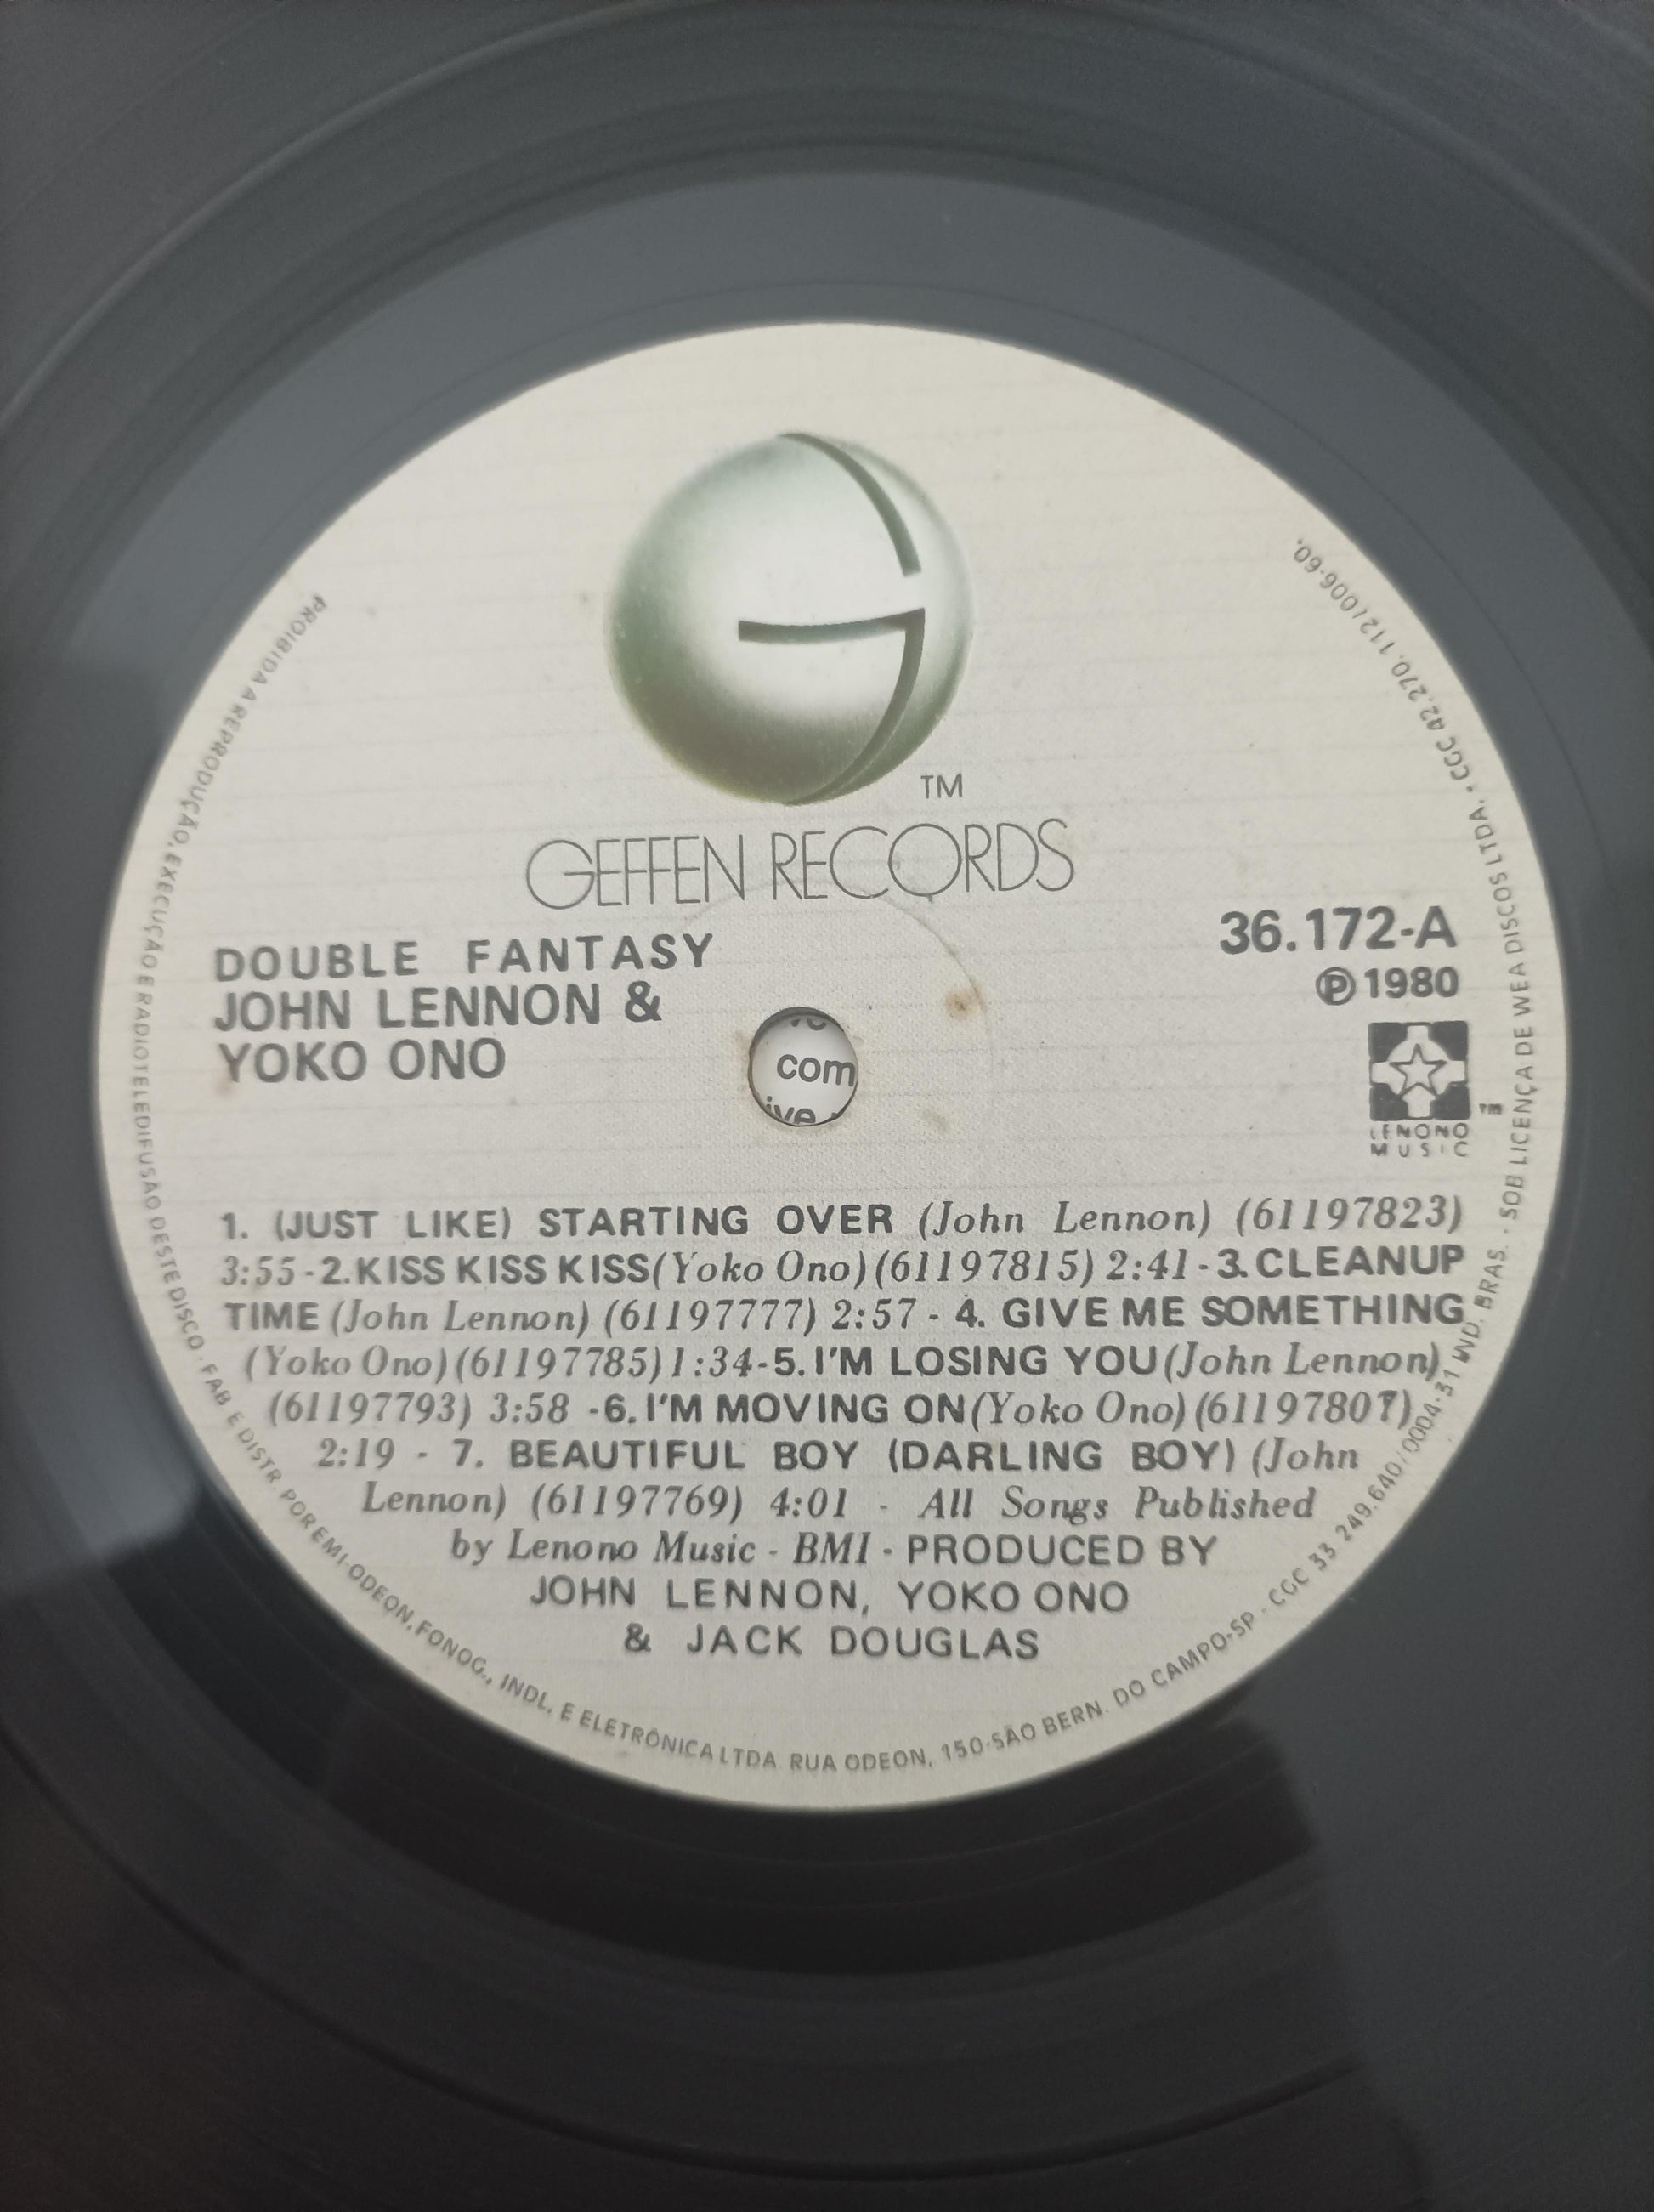 TM
GEFFEN RECORDS
DOUBLE FANTASY
JOHN LENNON &
YOKO ONO
36.172-A
Ⓟ1980
com
ive
LENONO
MUSIC
TM
1. (JUST LIKE) STARTING OVER (John Lennon) (61197823)
3:55-2.KISS KISS KISS(Yoko Ono)(61197815) 2:41-3.CLEANUP
TIME (John Lennon) (61197777) 2:57 - 4. GIVE ME SOMETHING
(Yoko Ono)(61197785)1:34-5.I'M LOSING YOU(John Lennon)
(61197793) 3:58 -6.I'M MOVING ON(Yoko Ono)(61197807)
2:19 - 7. BEAUTIFUL BOY (DARLING BOY) (John
Lennon) (61197769) 4:01 - All Songs Published
by Lenono Music - BMI - PRODUCED BY
JOHN LENNON, YOKO ONO
& JACK DOUGLAS
PROIBIDA A REPRODUÇÃO, EXECUÇÃO E RADIOTELEDIFUSÃO DESTE DISCO · FAB E DISTR. POR EMI-ODEON, FONOG., INDL. E ELETRÔNICA LTDA. RUA ODEON, 150-SÃO BERN. DO CAMPO-SP · CGC 33 249.640/0004-31 IND. BRAS. · SOB LICENÇA DE WEA DISCOS LTDA. · CGC 42.270.112/006-60.